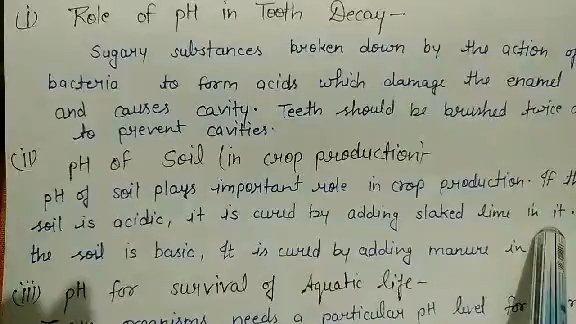 (i) Role of pH in Tooth Decay—
Sugary substances broken down by the action of
bacteria to form acids which damage the enamel
and causes cavity. Teeth should be brushed twice
to prevent cavities.
(ii) pH of Soil (in crop production)—
pH of soil plays important role in crop production. If
soil is acidic, it is cured by adding slaked lime in it.
the soil is basic, It is cured by adding manure in
(iii) pH for survival of Aquatic life—
organisms needs a particular pH level for